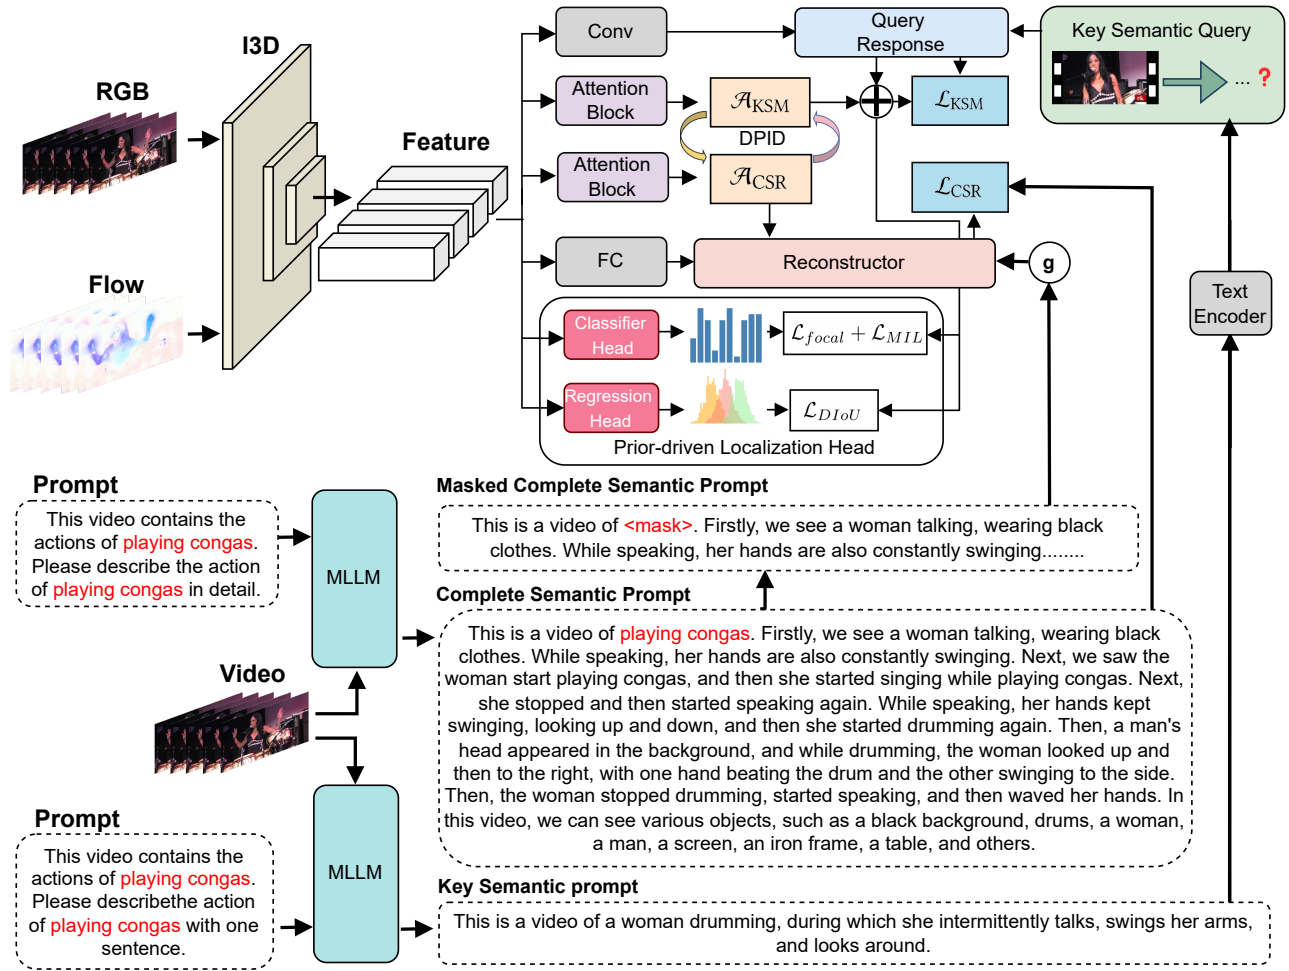 I3D
RGB
Flow
Feature
Conv
Attention
Block
Attention
Block
FC
Query
Response
𝒜KSM
DPID
𝒜CSR
ℒKSM
ℒCSR
Reconstructor
g
Key Semantic Query
... ?
Text
Encoder
Classifier
Head
ℒfocal + ℒMIL
Regression
Head
ℒDIoU
Prior-driven Localization Head
Prompt
This video contains the
actions of playing congas.
Please describe the action
of playing congas in detail.
MLLM
Video
Prompt
This video contains the
actions of playing congas.
Please describethe action
of playing congas with one
sentence.
MLLM
Masked Complete Semantic Prompt
This is a video of <mask>. Firstly, we see a woman talking, wearing black
clothes. While speaking, her hands are also constantly swinging........
Complete Semantic Prompt
This is a video of playing congas. Firstly, we see a woman talking, wearing black
clothes. While speaking, her hands are also constantly swinging. Next, we saw the
woman start playing congas, and then she started singing while playing congas. Next,
she stopped and then started speaking again. While speaking, her hands kept
swinging, looking up and down, and then she started drumming again. Then, a man's
head appeared in the background, and while drumming, the woman looked up and
then to the right, with one hand beating the drum and the other swinging to the side.
Then, the woman stopped drumming, started speaking, and then waved her hands. In
this video, we can see various objects, such as a black background, drums, a woman,
a man, a screen, an iron frame, a table, and others.
Key Semantic prompt
This is a video of a woman drumming, during which she intermittently talks, swings her arms,
and looks around.